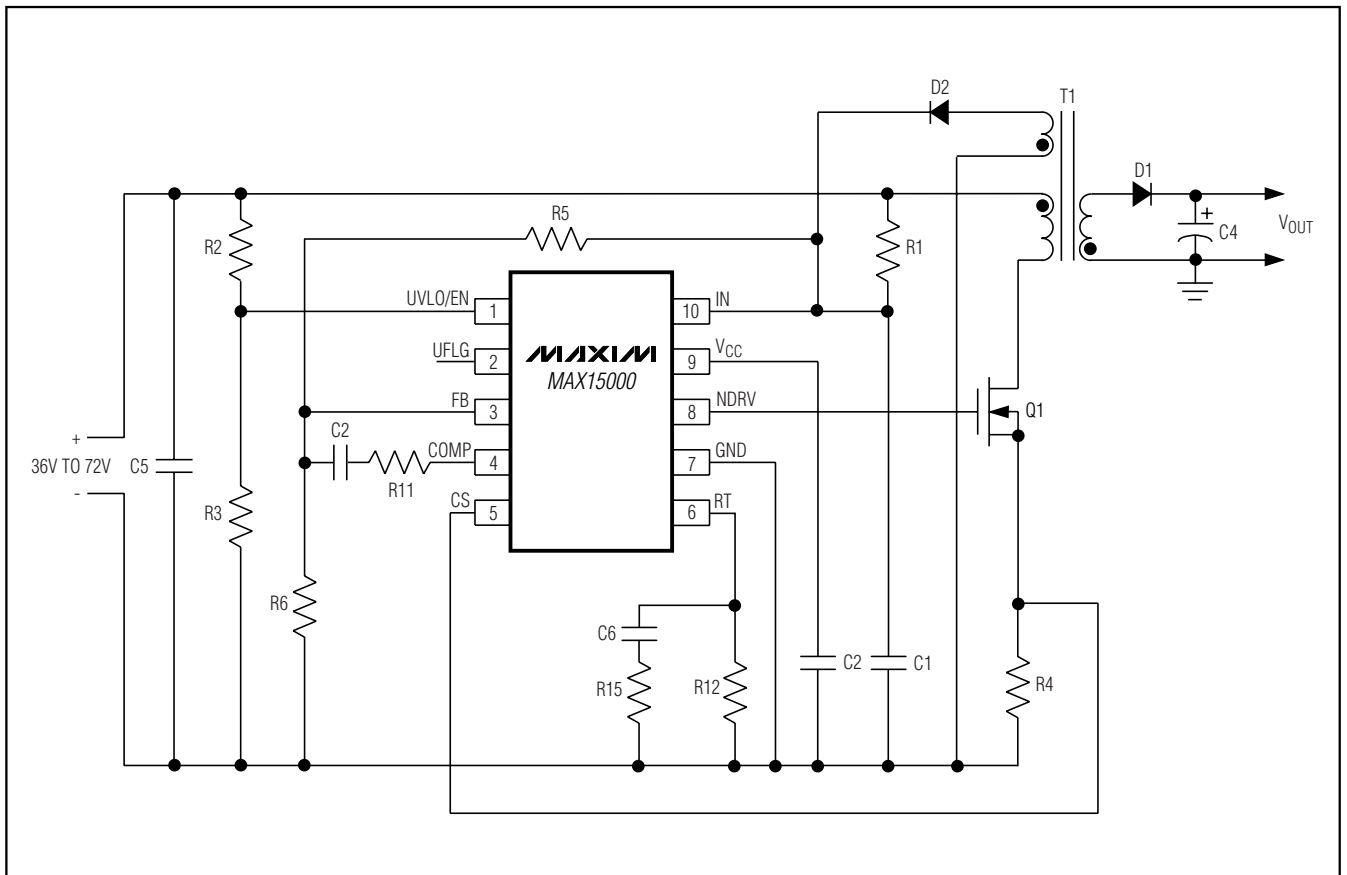 D2
T1
D1
+
C4
VOUT
R5
R2
R1
UVLO/EN
1
10
IN
UFLG
2
MAXIM
MAX15000
9
VCC
FB
3
8
NDRV
Q1
C2
R11
COMP
4
7
GND
CS
5
6
RT
+
36V TO 72V
-
C5
R3
R6
C6
R15
R12
C2
C1
R4